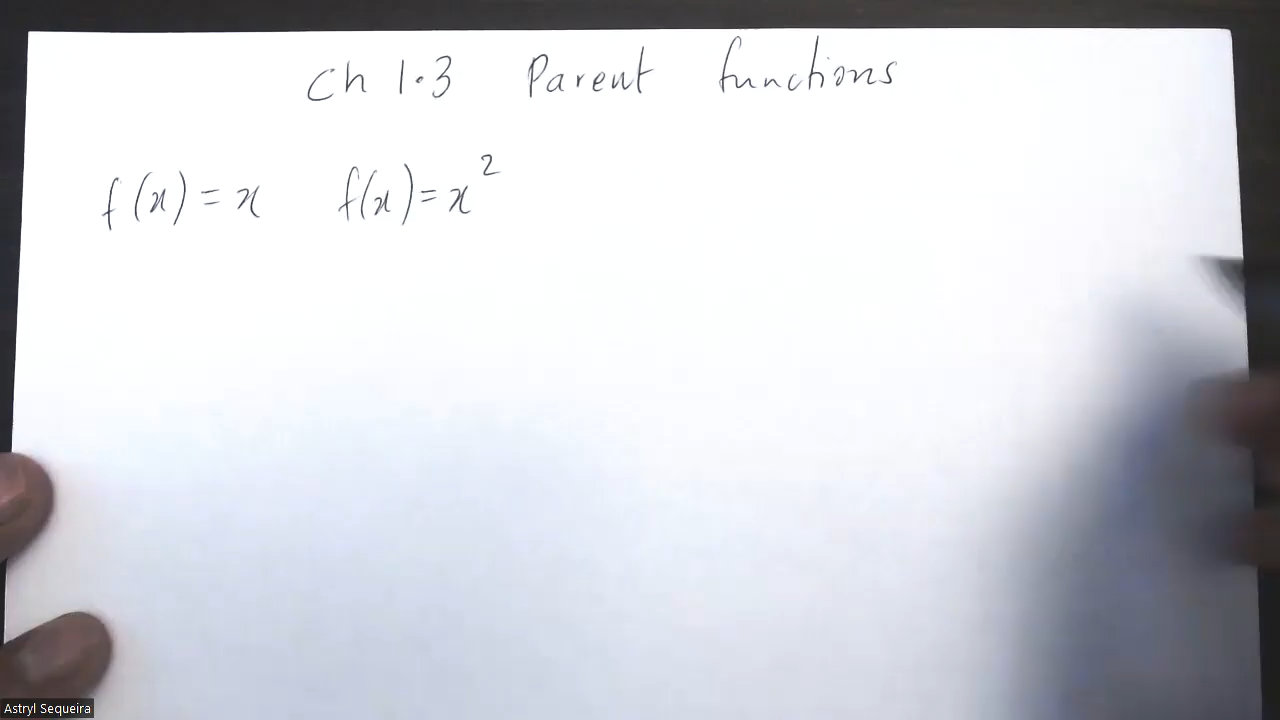 Ch 1.3 Parent functions
f(x) = x f(x) = x²
Astryl Sequeira